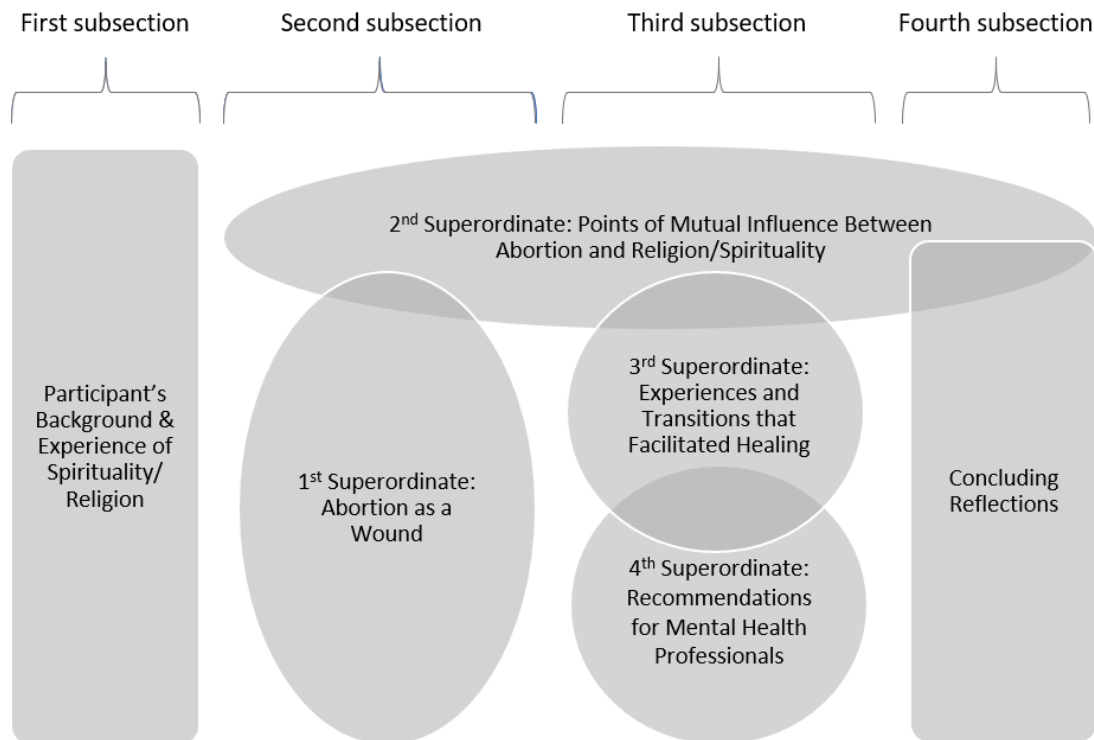 First subsection
Second subsection
Third subsection
Fourth subsection
2nd Superordinate: Points of Mutual Influence Between
Abortion and Religion/Spirituality
Participant’s
Background &
Experience of
Spirituality/
Religion
1st Superordinate:
Abortion as a
Wound
3rd Superordinate:
Experiences and
Transitions that
Facilitated Healing
4th Superordinate:
Recommendations
for Mental Health
Professionals
Concluding
Reflections